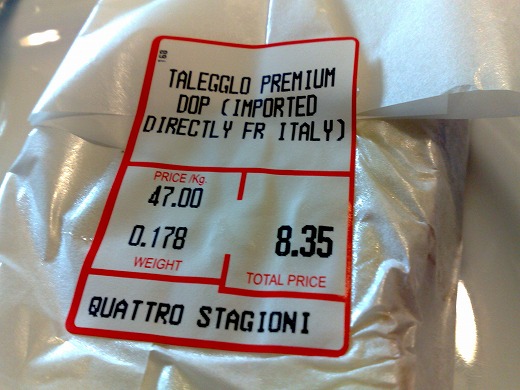 160
TALEGGLO PREMIUM
DOP (IMPORTED
DIRECTLY FR ITALY)
PRICE /Kg.
47.00
0.178
8.35
WEIGHT
TOTAL PRICE
QUATTRO STAGIONI